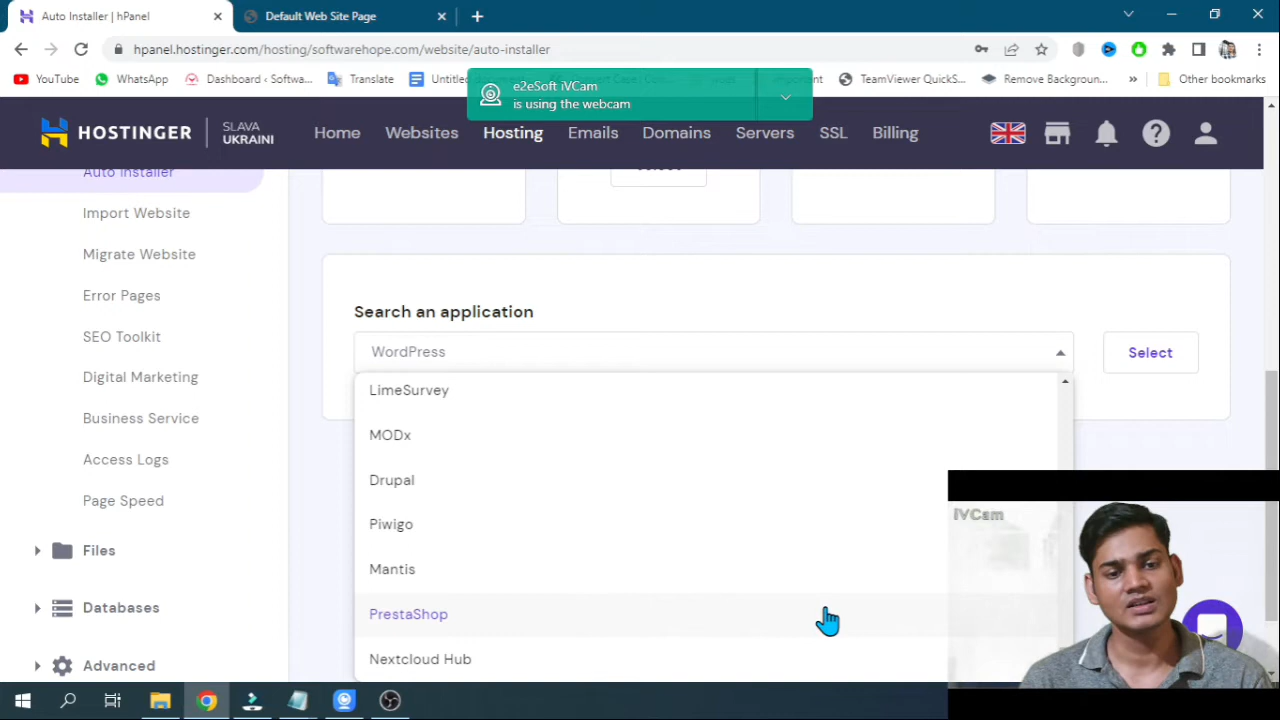 Auto Installer | hPanel
Default Web Site Page
hpanel.hostinger.com/hosting/softwarehope.com/website/auto-installer
YouTube
WhatsApp
Dashboard ‹ Softwa...
Translate
Untitled
TeamViewer QuickS...
Remove Backgroun...
»
Other bookmarks
e2eSoft iVCam
is using the webcam
HOSTINGER
SLAVA
UKRAINI
Home
Websites
Hosting
Emails
Domains
Servers
SSL
Billing
Auto Installer
Import Website
Migrate Website
Error Pages
SEO Toolkit
Digital Marketing
Business Service
Access Logs
Page Speed
Files
Databases
Advanced
Search an application
WordPress
Select
LimeSurvey
MODx
Drupal
Piwigo
Mantis
PrestaShop
Nextcloud Hub
iVCam